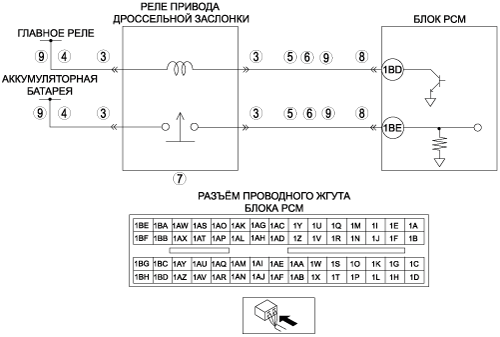 РЕЛЕ ПРИВОДА
ДРОССЕЛЬНОЙ ЗАСЛОНКИ
БЛОК PCM
ГЛАВНОЕ РЕЛЕ
9 4 3 3 5 6 9 8 1BD
АККУМУЛЯТОРНАЯ
БАТАРЕЯ
9 4 3 3 5 6 9 8 1BE
7
РАЗЪЁМ ПРОВОДНОГО ЖГУТА
БЛОКА PCM
1BE 1BA 1AW 1AS 1AO 1AK 1AG 1AC 1Y 1U 1Q 1M 1I 1E 1A
1BF 1BB 1AX 1AT 1AP 1AL 1AH 1AD 1Z 1V 1R 1N 1J 1F 1B
1BG 1BC 1AY 1AU 1AQ 1AM 1AI 1AE 1AA 1W 1S 1O 1K 1G 1C
1BH 1BD 1AZ 1AV 1AR 1AN 1AJ 1AF 1AB 1X 1T 1P 1L 1H 1D